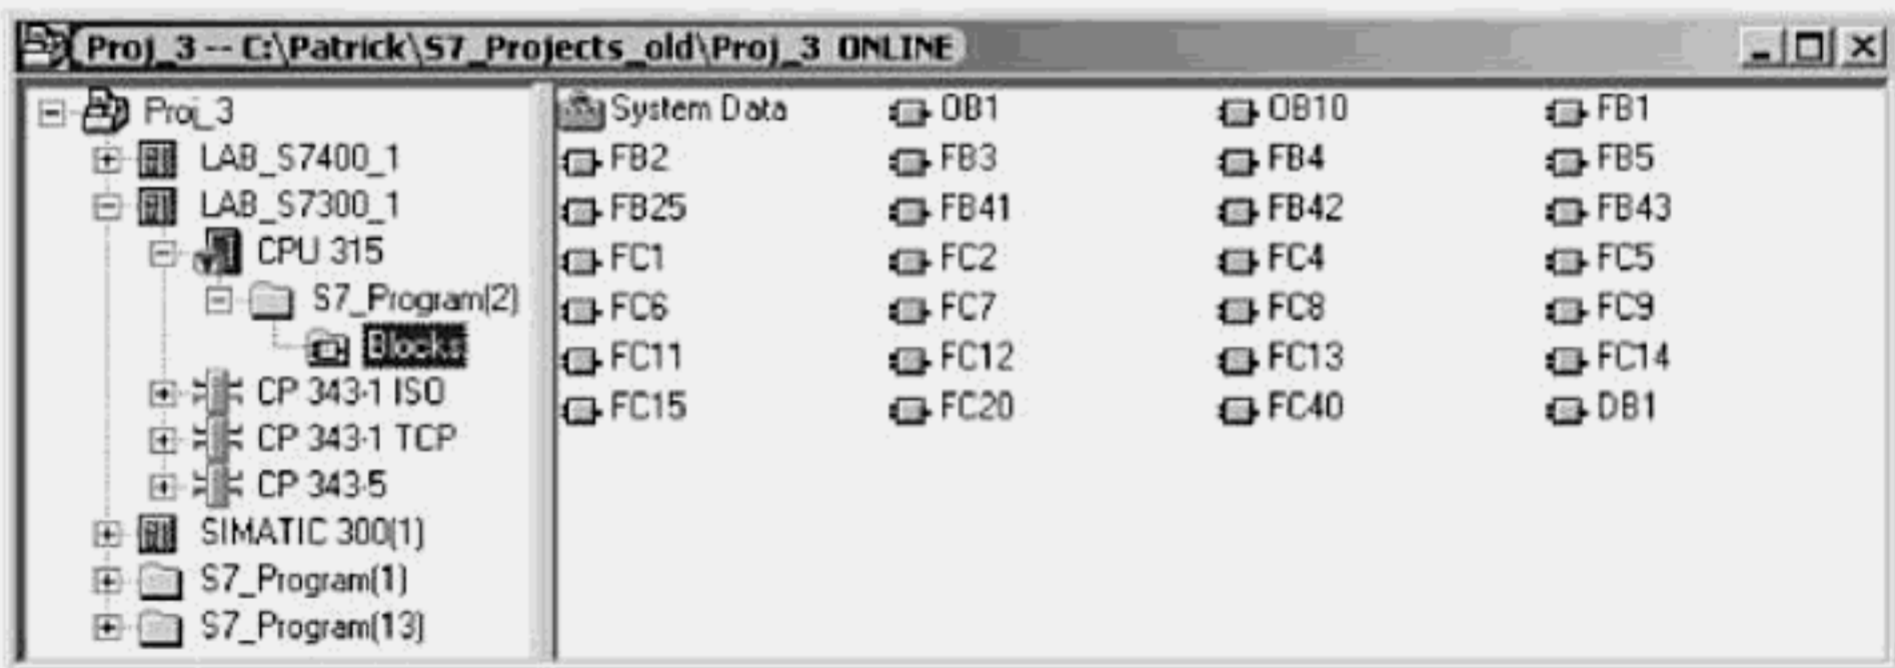 Proj_3 -- C:\Patrick\S7_Projects_old\Proj_3 ONLINE
Proj_3
LAB_S7400_1
LAB_S7300_1
CPU 315
S7_Program(2)
Blocks
CP 343-1 ISO
CP 343-1 TCP
CP 343-5
SIMATIC 300(1)
S7_Program(1)
S7_Program(13)
System Data OB1 OB10 FB1
FB2 FB3 FB4 FB5
FB25 FB41 FB42 FB43
FC1 FC2 FC4 FC5
FC6 FC7 FC8 FC9
FC11 FC12 FC13 FC14
FC15 FC20 FC40 DB1